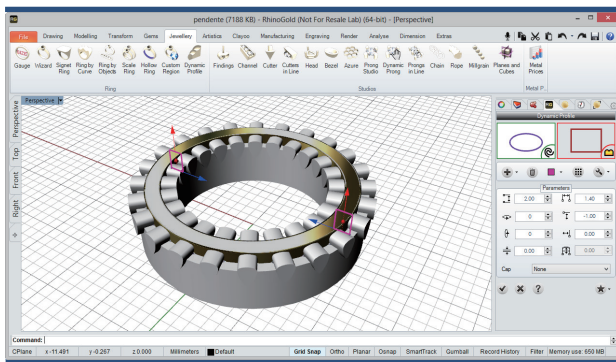 pendente (7188 KB) - RhinoGold (Not For Resale Lab) (64-bit) - [Perspective]
File Drawing Modelling Transform Gems Jewellery Artistics Clayoo Manufacturing Engraving Render Analyse Dimension Extras
Gauge Wizard Signet Ring Ring by Curve Ring by Objects Scale Ring Hollow Ring Custom Region Dynamic Profile Findings Channel Cutter Cutters in Line Head Bezel Azure Prong Studio Dynamic Prong Prongs in Line Chain Rope Millgrain Planes and Cubes Metal Prices
Ring Studios Metal P...
Perspective
Dynamic Profile
Perspective
Top
Front
Right
Parameters
2.00 1.40
0 -1.00
0 0.00
0.00 0.00
Cap None
Command:
CPlane x -11.491 y -0.267 z 0.000 Millimeters Default Grid Snap Ortho Planar Osnap SmartTrack Gumball Record History Filter Memory use: 650 MB